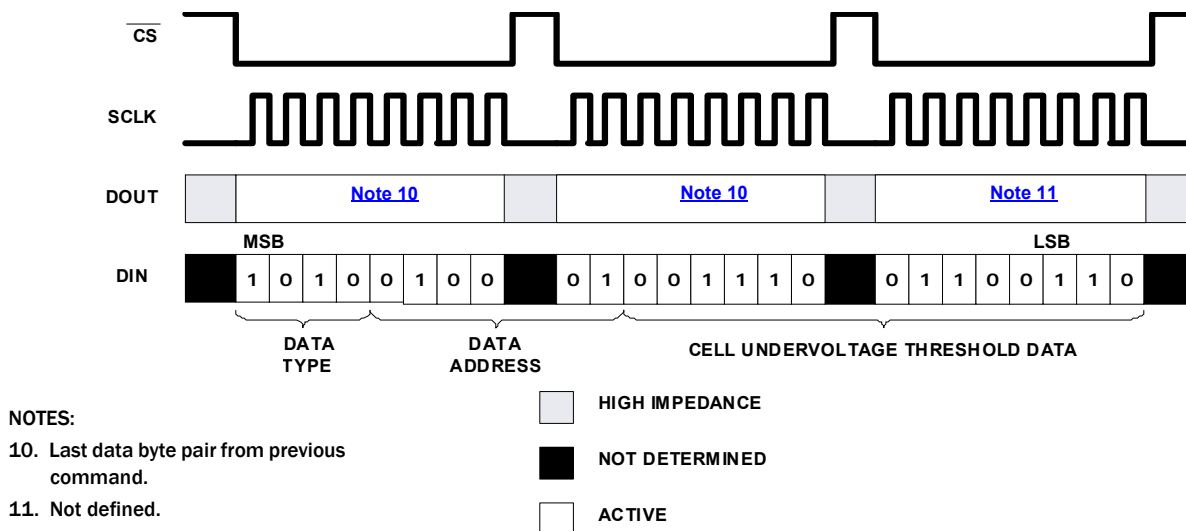 CS
SCLK
DOUT Note 10 Note 10 Note 11
MSB LSB
DIN 1 0 1 0 0 1 0 0 0 1 0 0 1 1 1 0 0 1 1 0 0 1 1 0
DATA TYPE DATA ADDRESS CELL UNDERVOLTAGE THRESHOLD DATA
HIGH IMPEDANCE
NOTES:
10. Last data byte pair from previous
command.
NOT DETERMINED
11. Not defined.
ACTIVE